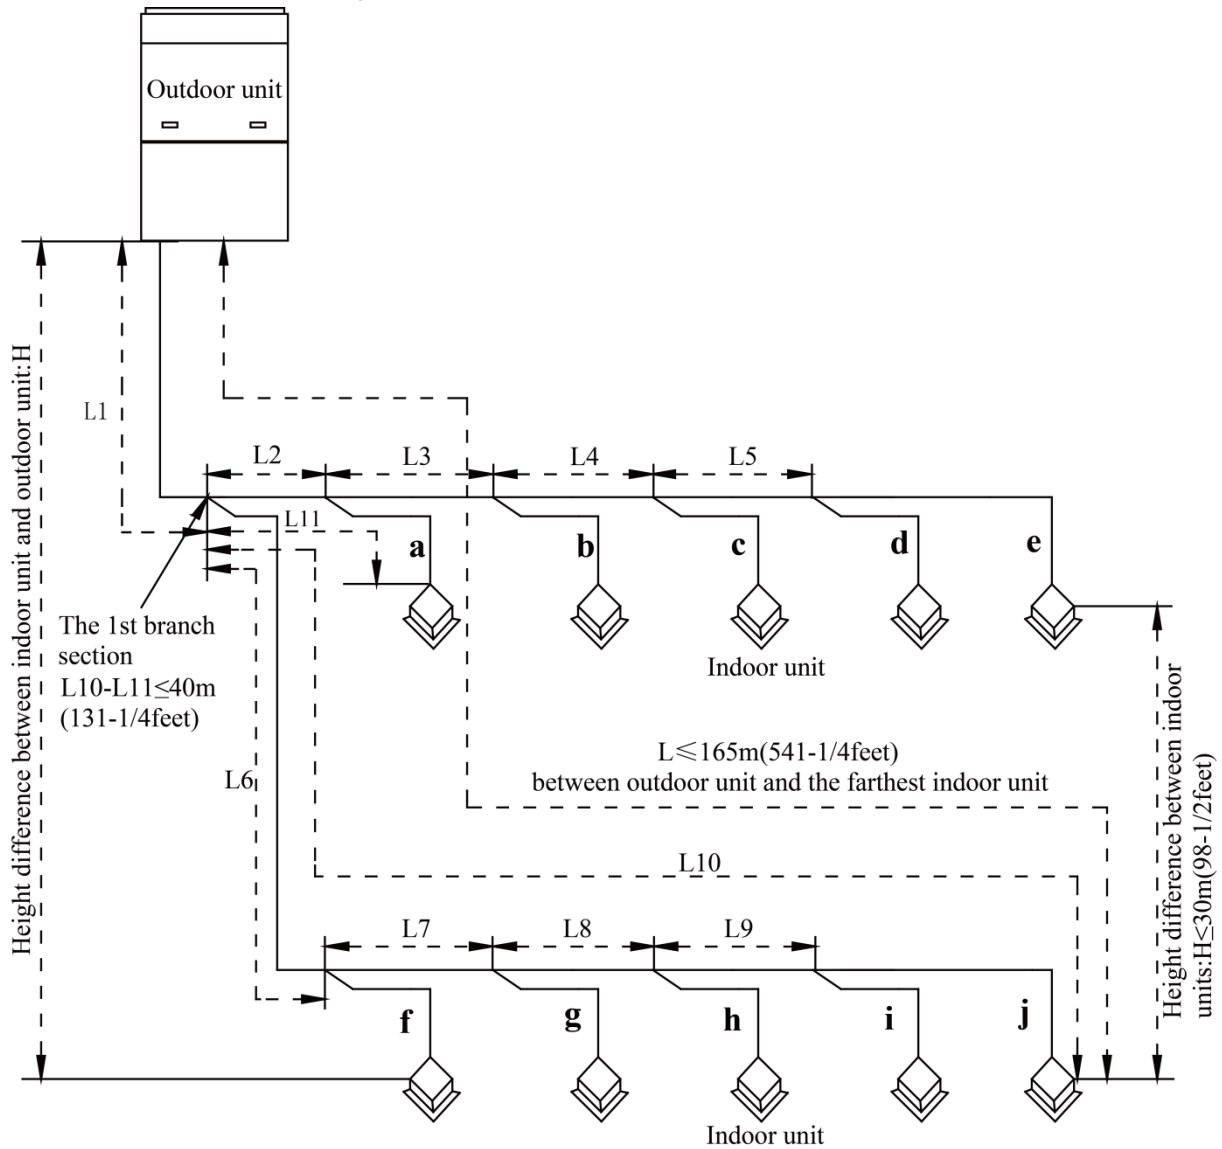 Outdoor unit
Height difference between indoor unit and outdoor unit:H
L1
L2
L3
L4
L5
L11
a
b
c
d
e
The 1st branch
section
L10-L11≤40m
(131-1/4feet)
Indoor unit
L6
L≤165m(541-1/4feet)
between outdoor unit and the farthest indoor unit
Height difference between indoor
units:H≤30m(98-1/2feet)
L10
L7
L8
L9
f
g
h
i
j
Indoor unit